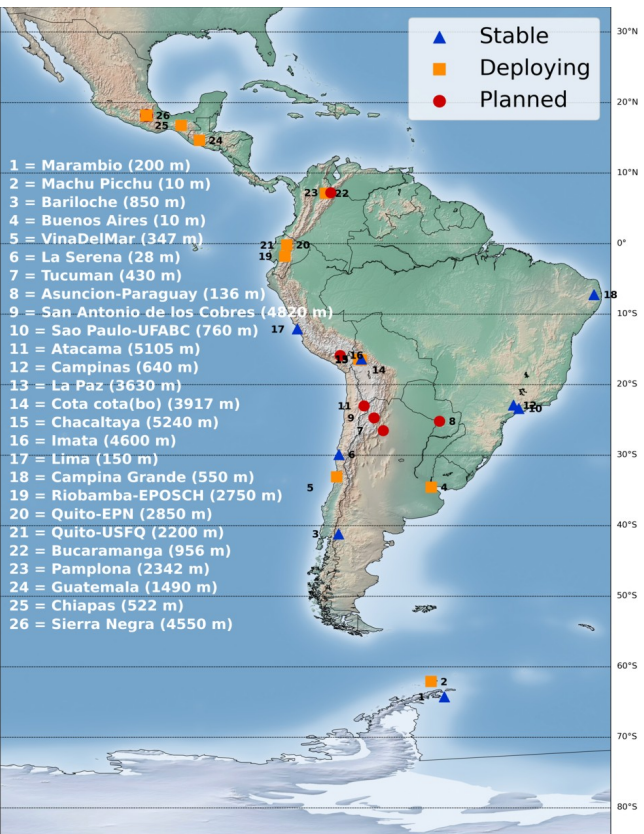 Stable
Deploying
Planned
30°N
20°N
10°N
0°
10°S
20°S
30°S
40°S
50°S
60°S
70°S
80°S
1 = Marambio (200 m)
2 = Machu Picchu (10 m)
3 = Bariloche (850 m)
4 = Buenos Aires (10 m)
5 = VinaDelMar (347 m)
6 = La Serena (28 m)
7 = Tucuman (430 m)
8 = Asuncion-Paraguay (136 m)
9 = San Antonio de los Cobres (4820 m)
10 = Sao Paulo-UFABC (760 m)
11 = Atacama (5105 m)
12 = Campinas (640 m)
13 = La Paz (3630 m)
14 = Cota cota(bo) (3917 m)
15 = Chacaltaya (5240 m)
16 = Imata (4600 m)
17 = Lima (150 m)
18 = Campina Grande (550 m)
19 = Riobamba-EPOSCH (2750 m)
20 = Quito-EPN (2850 m)
21 = Quito-USFQ (2200 m)
22 = Bucaramanga (956 m)
23 = Pamplona (2342 m)
24 = Guatemala (1490 m)
25 = Chiapas (522 m)
26 = Sierra Negra (4550 m)
26
25
24
23
22
21
20
19
18
17
16
14
12
10
11
9
8
7
6
5
4
3
2
1